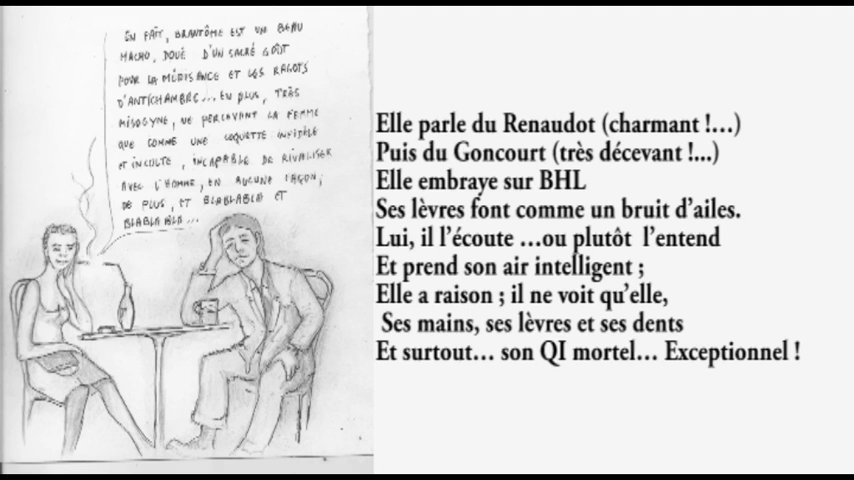 EN FAIT, BRANTÔME EST UN BEAU
MACHO, DOUÉ D'UN SACRÉ GOÛT
POUR LA MÉDISANCE ET LES RAGOTS
D'ANTICHAMBRE... EN PLUS, TRÈS
MISOGYNE, NE PERCEVANT LA FEMME
QUE COMME UNE COQUETTE INFIDÈLE
ET INCULTE, INCAPABLE DE RIVALISER
AVEC L'HOMME, EN AUCUNE FAÇON,
DE PLUS, ET BLABLABLA ET
BLABLABLA...
Elle parle du Renaudot (charmant !…)
Puis du Goncourt (très décevant !...)
Elle embraye sur BHL
Ses lèvres font comme un bruit d’ailes.
Lui, il l’écoute …ou plutôt l’entend
Et prend son air intelligent ;
Elle a raison ; il ne voit qu’elle,
Ses mains, ses lèvres et ses dents
Et surtout… son QI mortel… Exceptionnel !